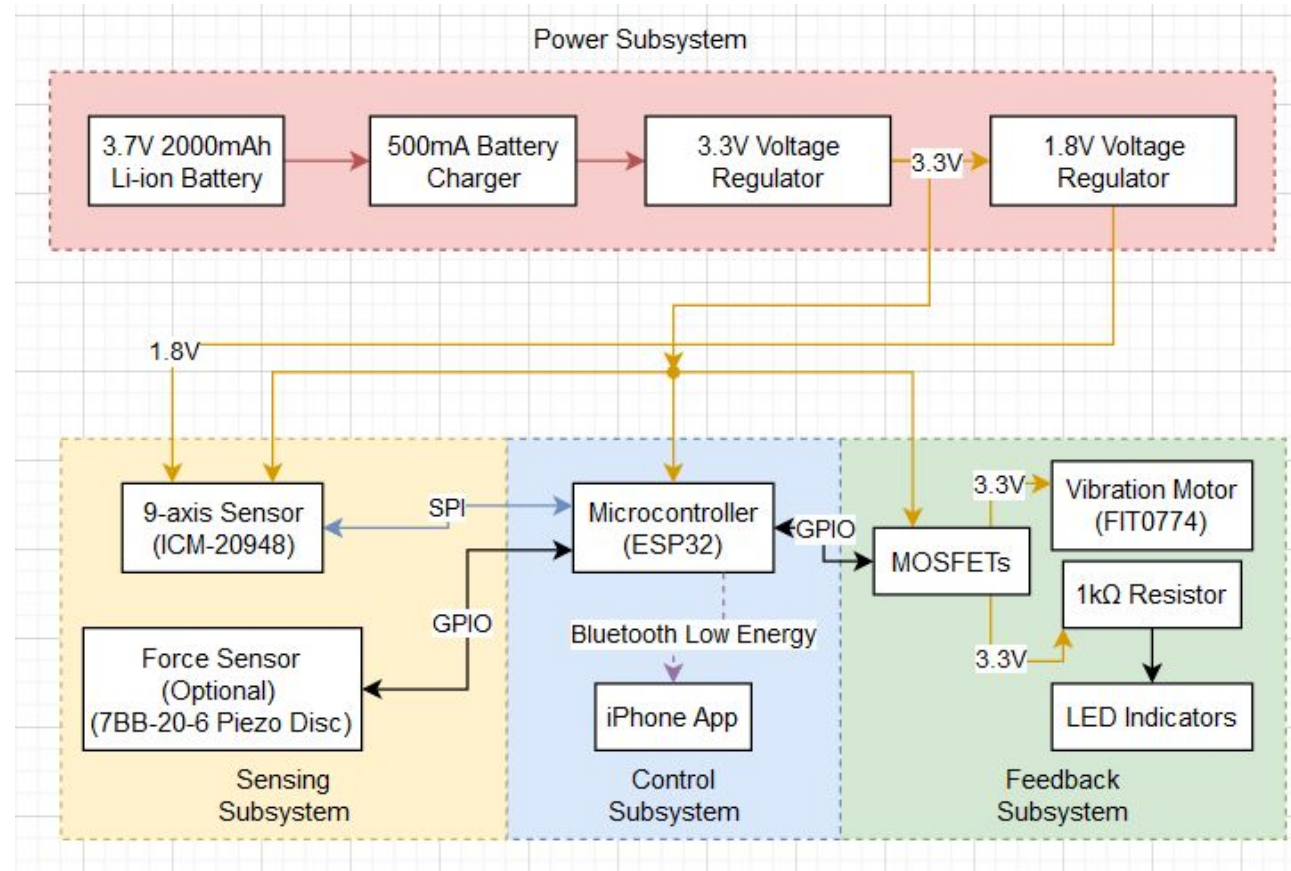 Power Subsystem
3.7V 2000mAh
Li-ion Battery
500mA Battery
Charger
3.3V Voltage
Regulator
3.3V
1.8V Voltage
Regulator
1.8V
9-axis Sensor
(ICM-20948)
SPI
Microcontroller
(ESP32)
GPIO
MOSFETs
3.3V
Vibration Motor
(FIT0774)
1kΩ Resistor
3.3V
LED Indicators
GPIO
Force Sensor
(Optional)
(7BB-20-6 Piezo Disc)
Bluetooth Low Energy
iPhone App
Sensing
Subsystem
Control
Subsystem
Feedback
Subsystem